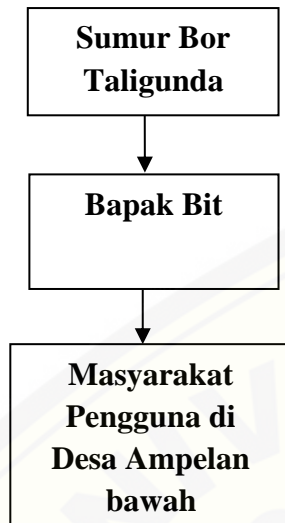 Sumur Bor
Taligunda
Bapak Bit
Masyarakat
Pengguna di
Desa Ampelan
bawah